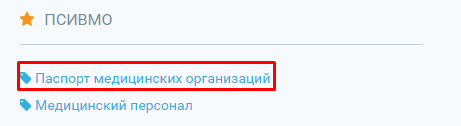 ПСИВМО
Паспорт медицинских организаций
Медицинский персонал